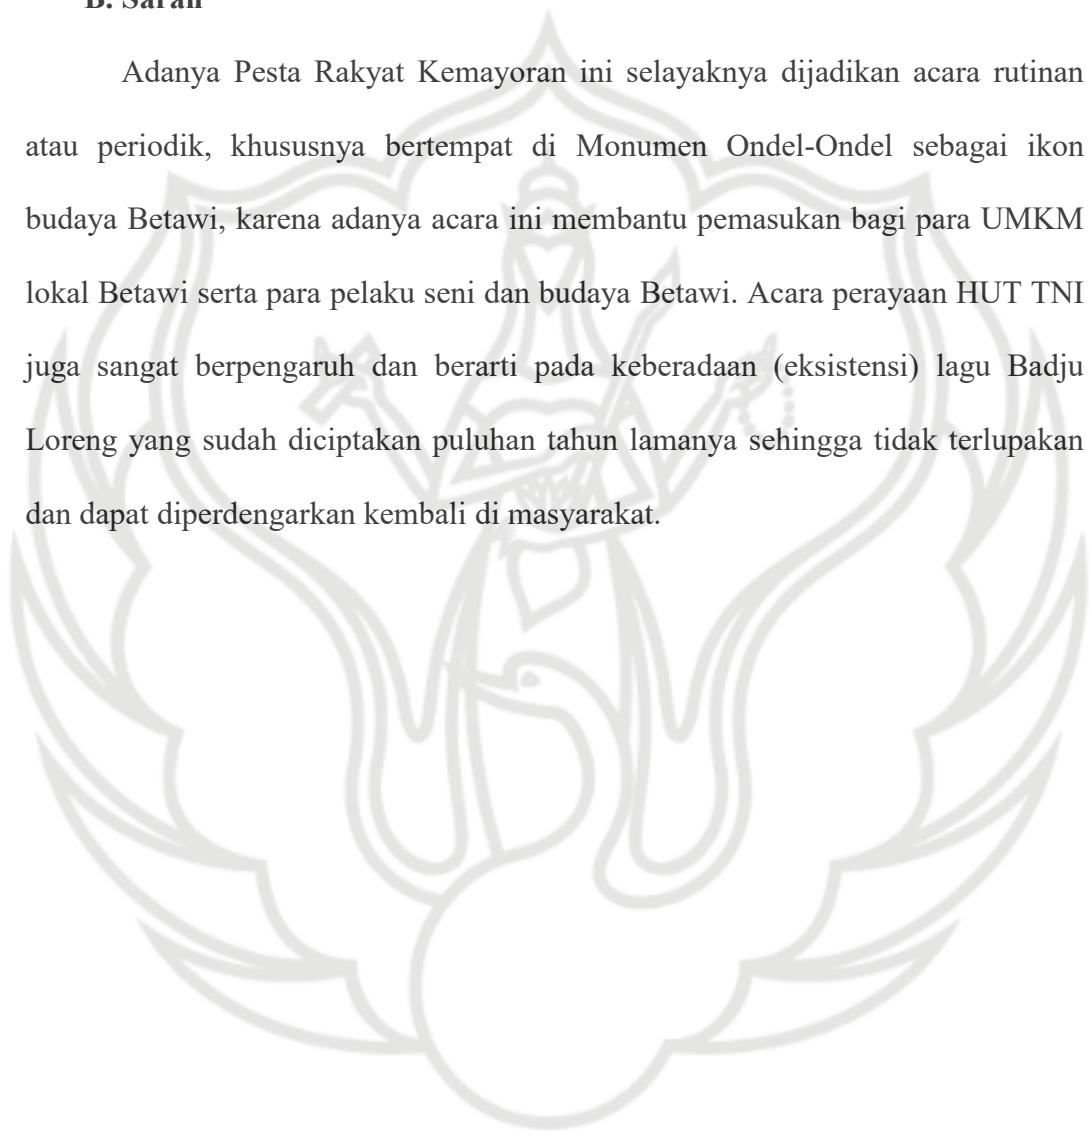 B. Saran
Adanya Pesta Rakyat Kemayoran ini selayaknya dijadikan acara rutinan
atau periodik, khususnya bertempat di Monumen Ondel-Ondel sebagai ikon
budaya Betawi, karena adanya acara ini membantu pemasukan bagi para UMKM
lokal Betawi serta para pelaku seni dan budaya Betawi. Acara perayaan HUT TNI
juga sangat berpengaruh dan berarti pada keberadaan (eksistensi) lagu Badju
Loreng yang sudah diciptakan puluhan tahun lamanya sehingga tidak terlupakan
dan dapat diperdengarkan kembali di masyarakat.